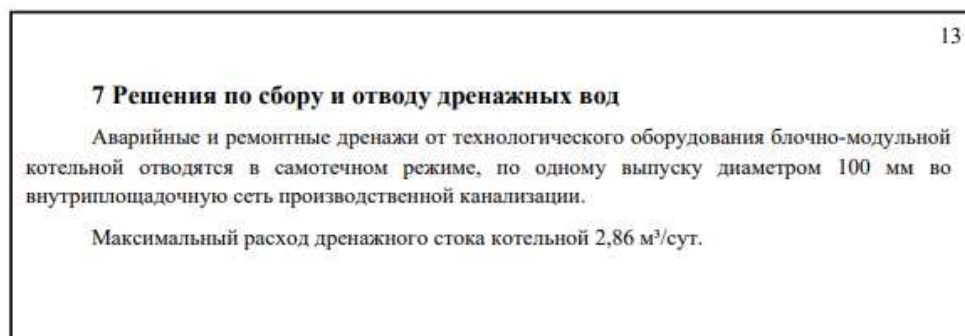 13
7 Решения по сбору и отводу дренажных вод
Аварийные и ремонтные дренажи от технологического оборудования блочно-модульной
котельной отводятся в самотечном режиме, по одному выпуску диаметром 100 мм во
внутриплощадочную сеть производственной канализации.
Максимальный расход дренажного стока котельной 2,86 м³/сут.